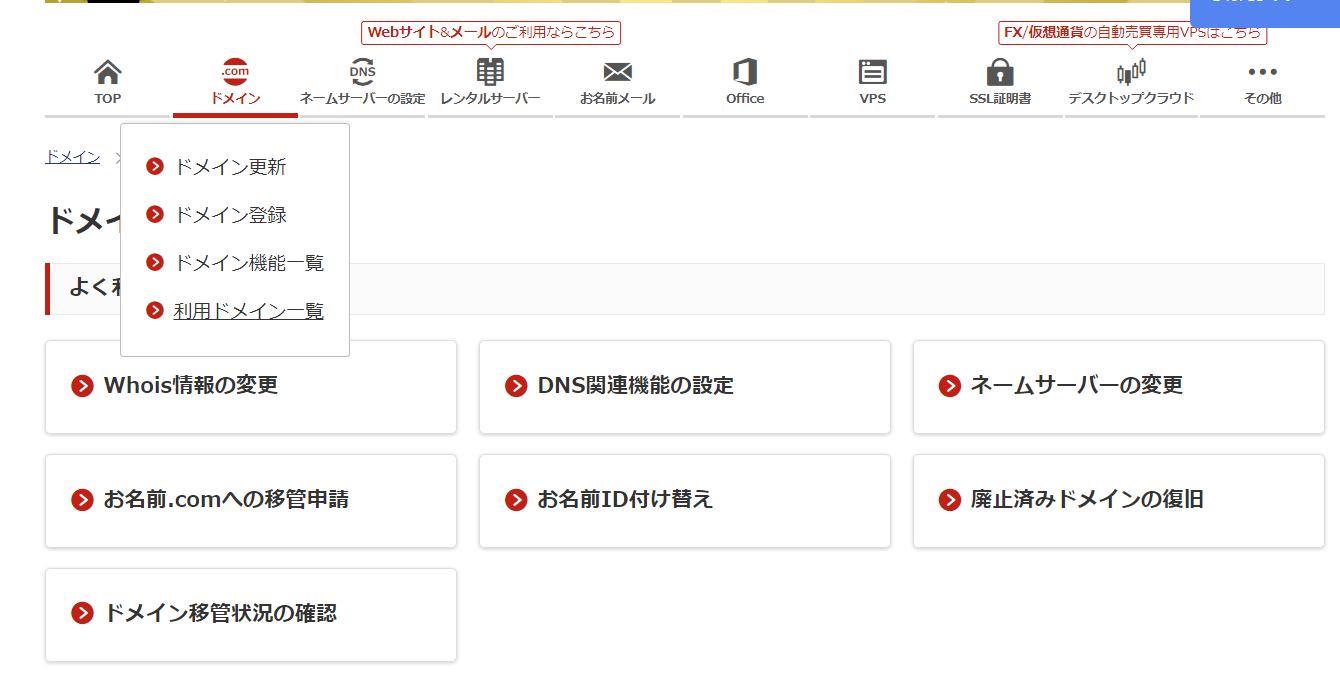 Webサイト&メールのご利用ならこちら
FX/仮想通貨の自動売買専用VPSはこちら
.com
DNS
TOP
ドメイン
ネームサーバーの設定
レンタルサーバー
お名前メール
Office
VPS
SSL証明書
デスクトップクラウド
その他
ドメイン
ドメイン更新
ドメイン登録
ドメイン機能一覧
利用ドメイン一覧
ドメイ
よく
Whois情報の変更
DNS関連機能の設定
ネームサーバーの変更
お名前.comへの移管申請
お名前ID付け替え
廃止済みドメインの復旧
ドメイン移管状況の確認